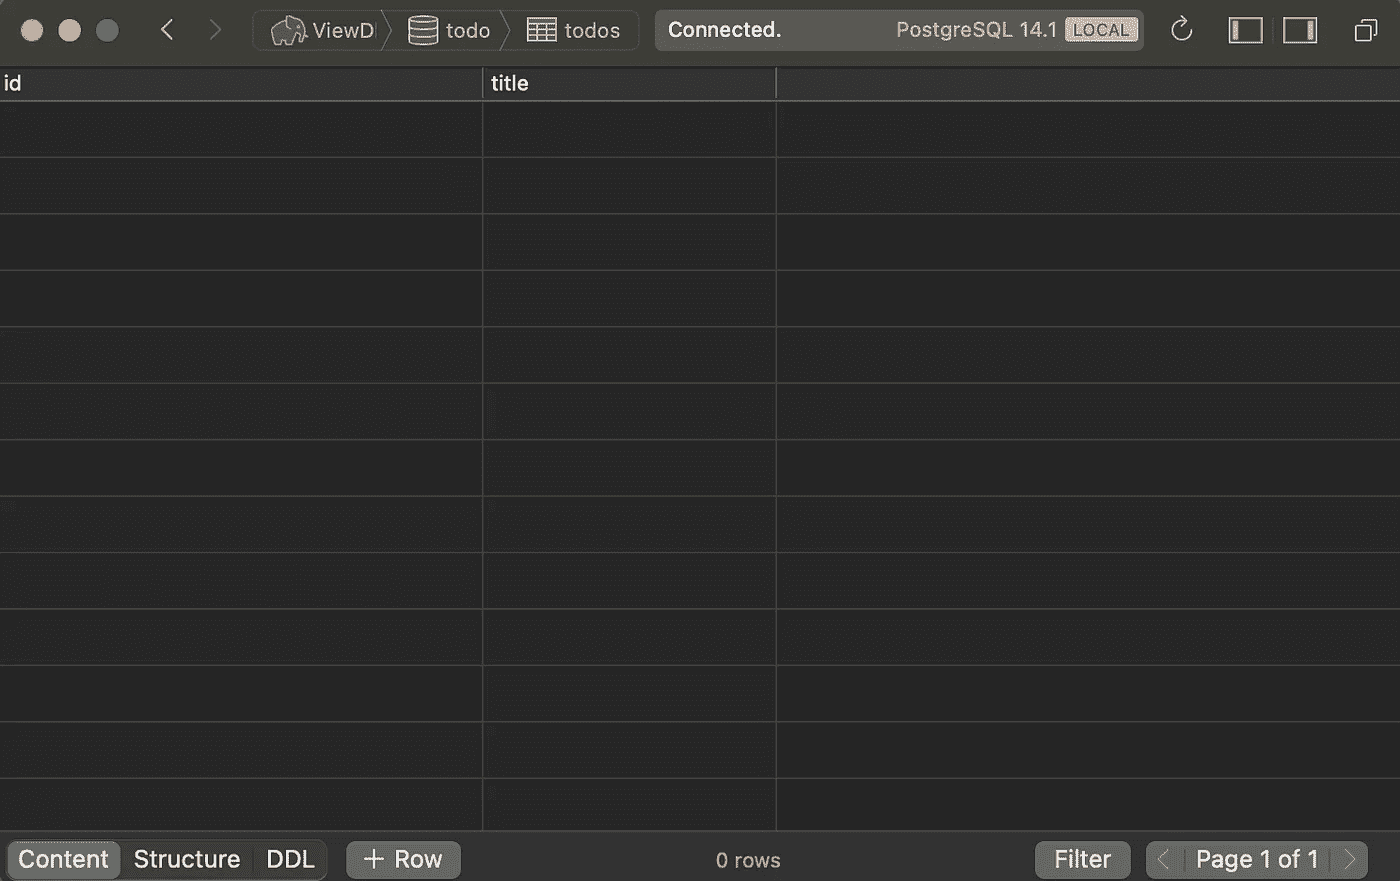 ViewD todo todos Connected. PostgreSQL 14.1 LOCAL
id title
Content Structure DDL + Row 0 rows Filter Page 1 of 1